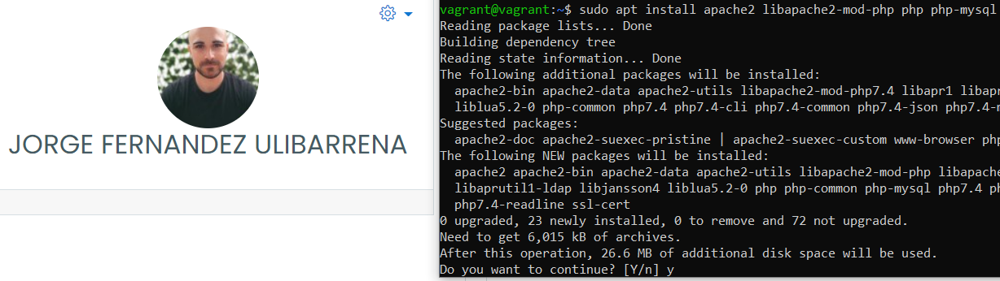 JORGE FERNANDEZ ULIBARRENA
vagrant@vagrant:~$ sudo apt install apache2 libapache2-mod-php php php-mysql
Reading package lists... Done
Building dependency tree
Reading state information... Done
The following additional packages will be installed:
apache2-bin apache2-data apache2-utils libapache2-mod-php7.4 libapr1
liblua5.2-0 php-common php7.4 php7.4-cli php7.4-common php7.4-json
Suggested packages:
apache2-doc apache2-suexec-pristine | apache2-suexec-custom www-browser
The following NEW packages will be installed:
apache2 apache2-bin apache2-data apache2-utils libapache2-mod-php
libaprutil1-ldap libjansson4 liblua5.2-0 php php-common php-mysql php7.4
php7.4-readline ssl-cert
0 upgraded, 23 newly installed, 0 to remove and 72 not upgraded.
Need to get 6,015 kB of archives.
After this operation, 26.6 MB of additional disk space will be used.
Do you want to continue? [Y/n] y